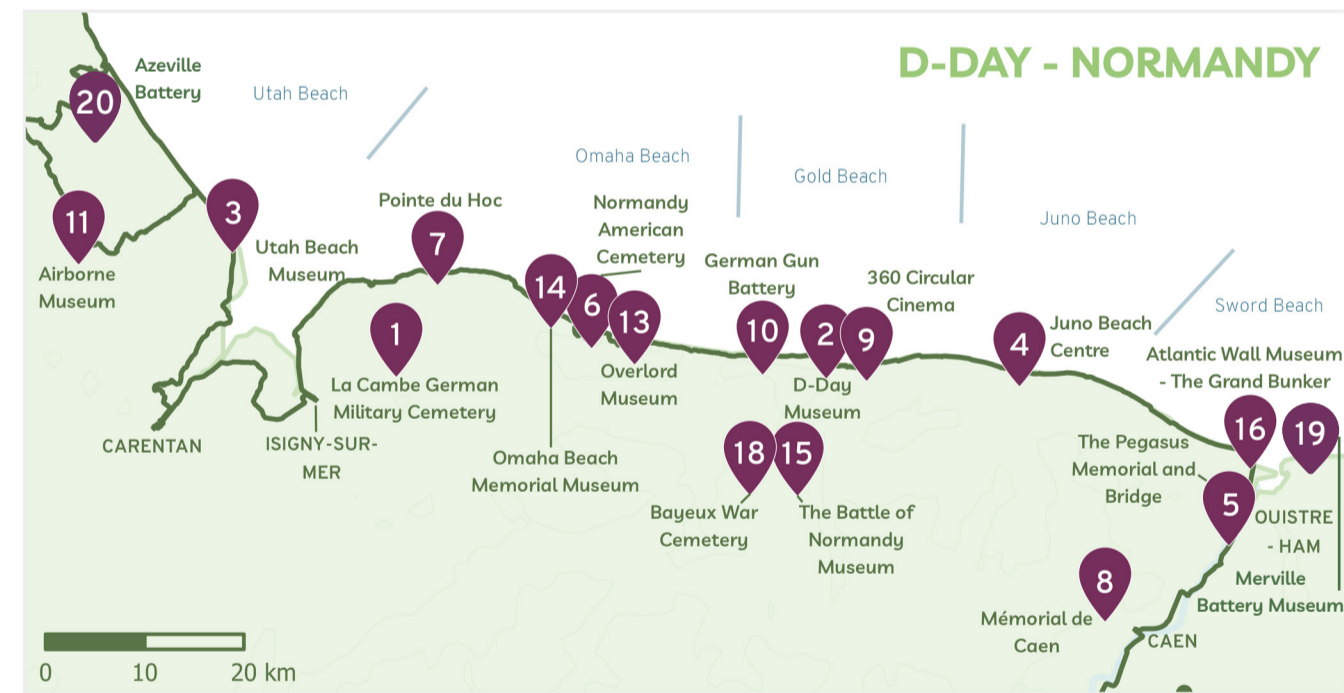 D-DAY - NORMANDY
Azeville
Battery
20
Utah Beach
Omaha Beach
Gold Beach
Juno Beach
Sword Beach
11
Airborne
Museum
3
Utah Beach
Museum
Pointe du Hoc
7
1
La Cambe German
Military Cemetery
CARENTAN
ISIGNY-SUR-
MER
Normandy
American
Cemetery
14
6
13
Overlord
Museum
Omaha Beach
Memorial Museum
German Gun
Battery
10
2
9
360 Circular
Cinema
D-Day
Museum
18
15
Bayeux War
Cemetery
The Battle of
Normandy
Museum
4
Juno Beach
Centre
Atlantic Wall Museum
- The Grand Bunker
16
19
The Pegasus
Memorial and
Bridge
5
OUISTRE
- HAM
Merville
Battery Museum
8
Mémorial de
Caen
CAEN
0 10 20 km